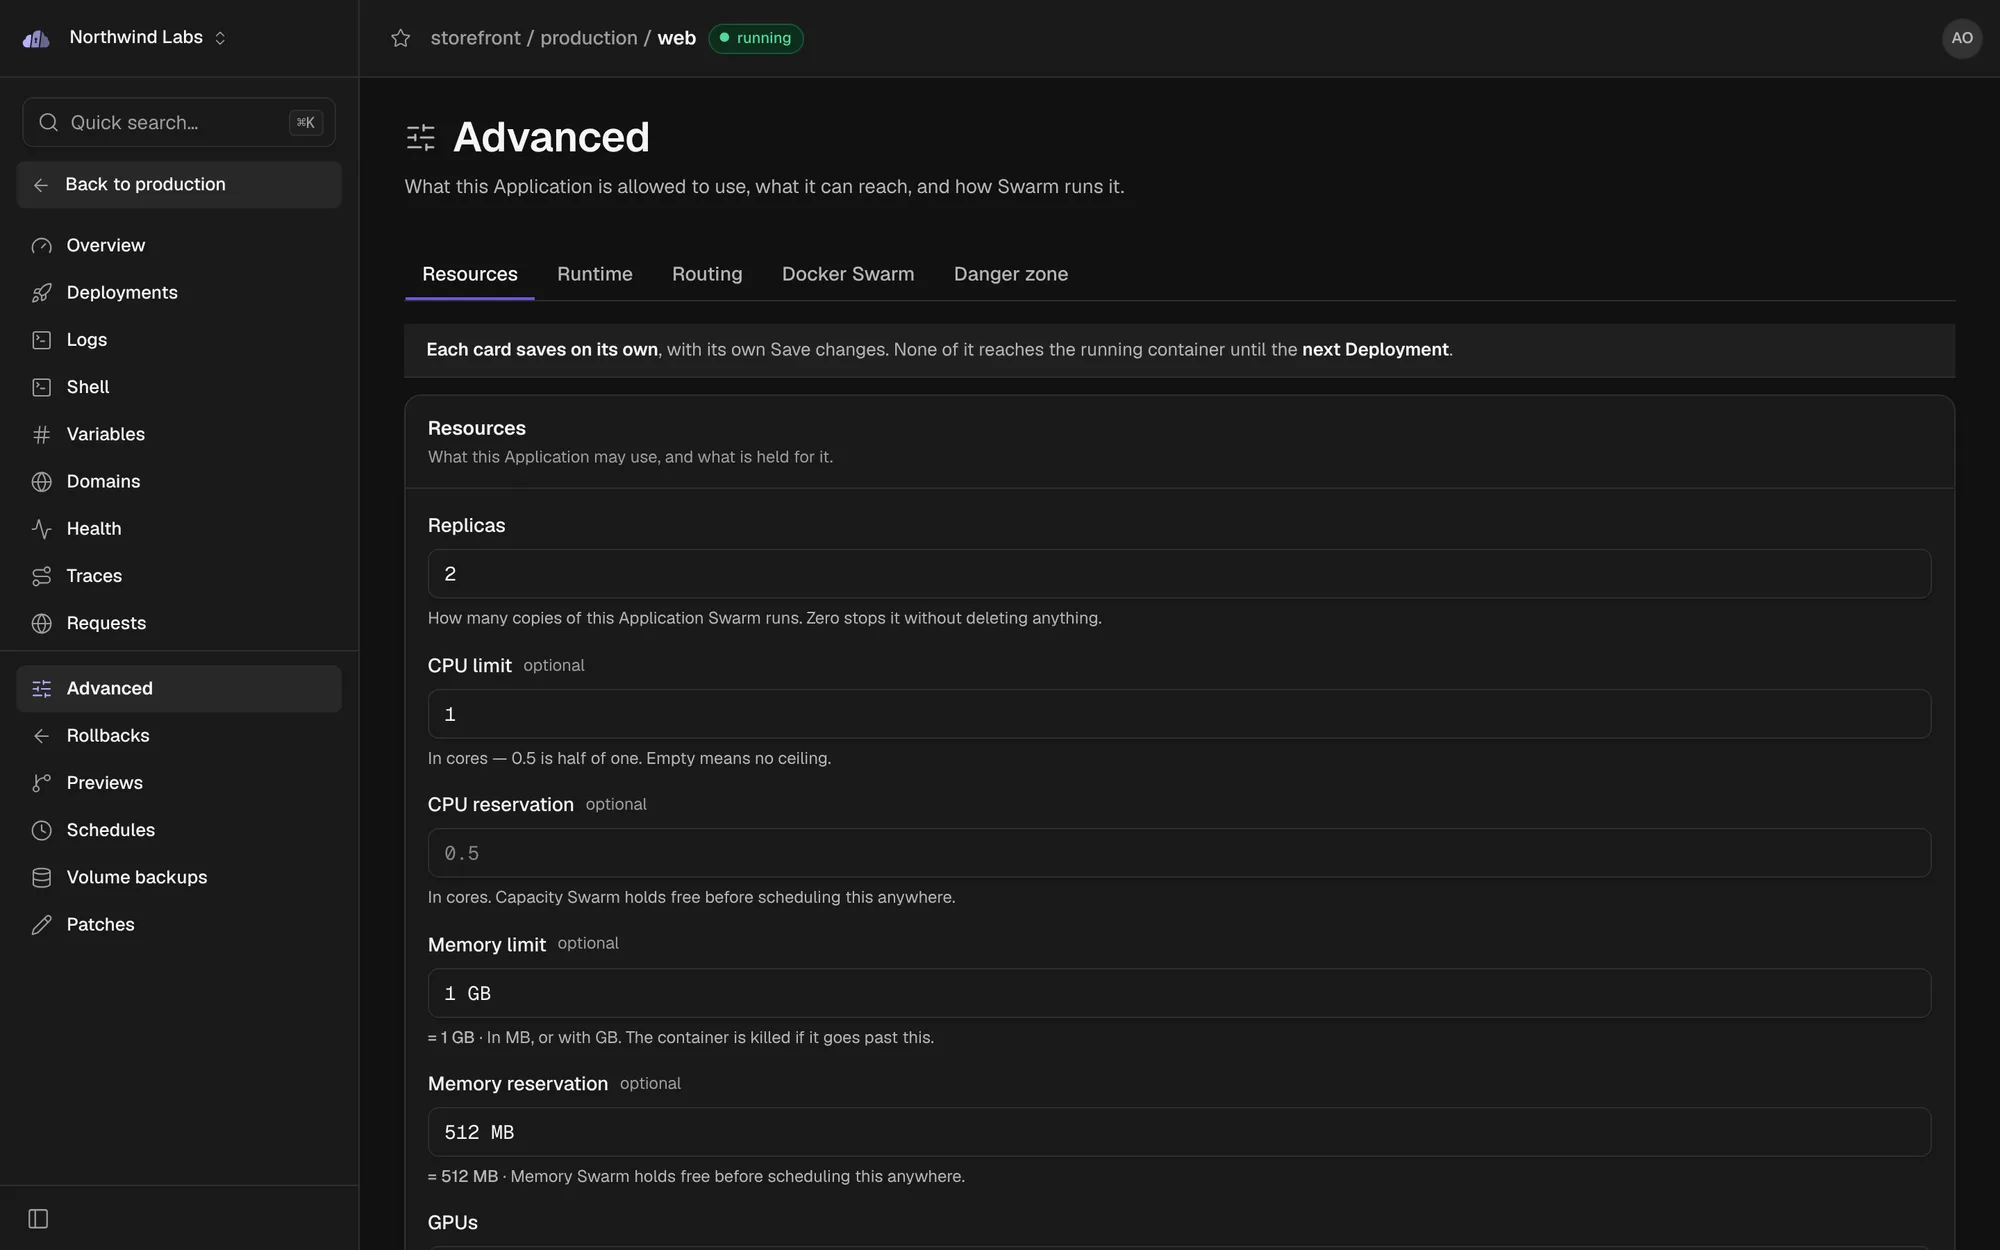 Northwind Labs
storefront / production / web
running
AO
Quick search...
⌘K
Back to production
Overview
Deployments
Logs
Shell
Variables
Domains
Health
Traces
Requests
Advanced
Rollbacks
Previews
Schedules
Volume backups
Patches
Advanced
What this Application is allowed to use, what it can reach, and how Swarm runs it.
Resources
Runtime
Routing
Docker Swarm
Danger zone
Each card saves on its own, with its own Save changes. None of it reaches the running container until the next Deployment.
Resources
What this Application may use, and what is held for it.
Replicas
2
How many copies of this Application Swarm runs. Zero stops it without deleting anything.
CPU limit optional
1
In cores — 0.5 is half of one. Empty means no ceiling.
CPU reservation optional
0.5
In cores. Capacity Swarm holds free before scheduling this anywhere.
Memory limit optional
1 GB
= 1 GB · In MB, or with GB. The container is killed if it goes past this.
Memory reservation optional
512 MB
= 512 MB · Memory Swarm holds free before scheduling this anywhere.
GPUs